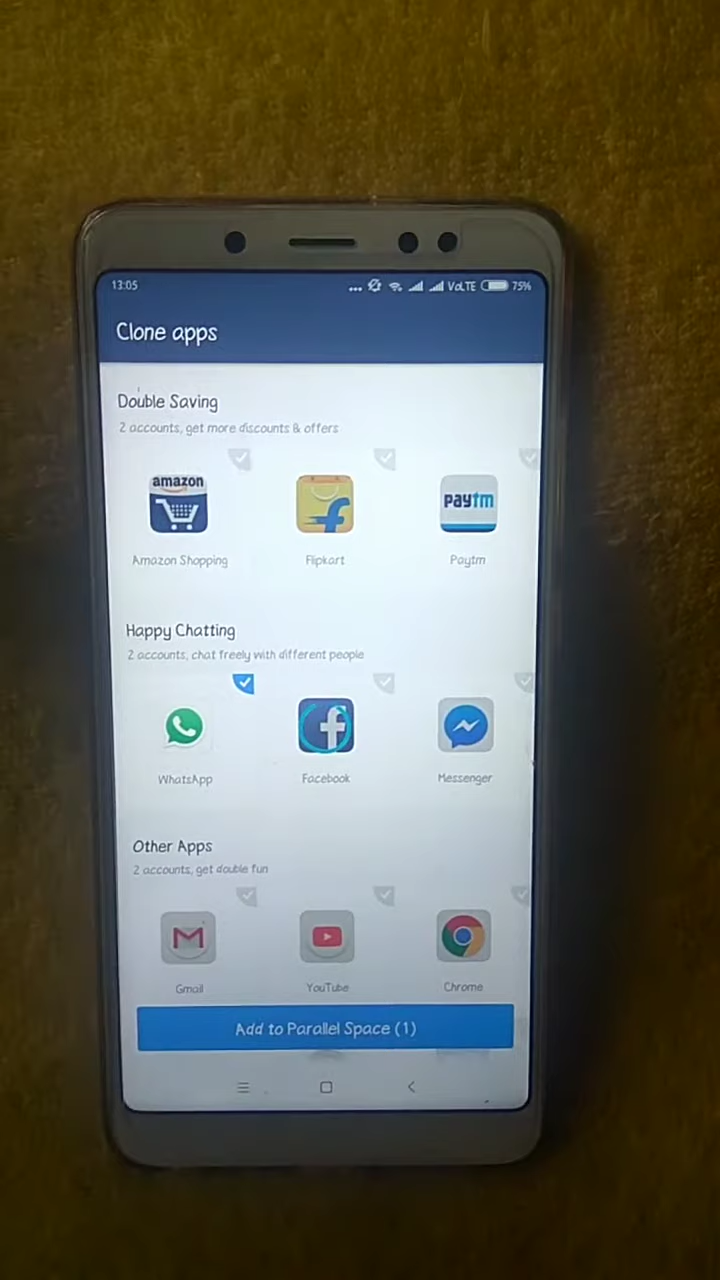 13:05 ... VoLTE 75%
Clone apps
Double Saving
2 accounts, get more discounts & offers
amazon paytm
Amazon Shopping Flipkart Paytm
Happy Chatting
2 accounts, chat freely with different people
WhatsApp Facebook Messenger
Other Apps
2 accounts, get double fun
Gmail YouTube Chrome
Add to Parallel Space (1)